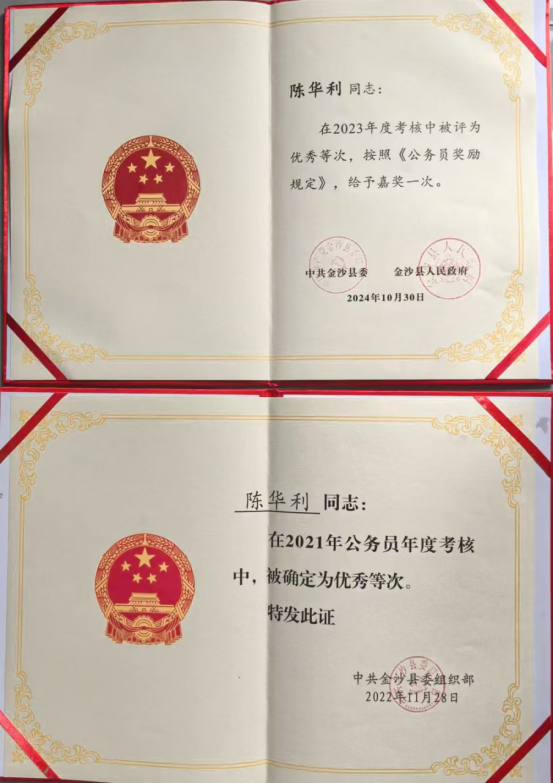 陈华利 同志：
在2023年度考核中被评为
优秀等次，按照《公务员奖励
规定》，给予嘉奖一次。
中共金沙县委 金沙县人民政府
2024年10月30日
陈华利 同志：
在2021年公务员年度考核
中，被确定为优秀等次。
特发此证
中共金沙县委组织部
2022年11月28日